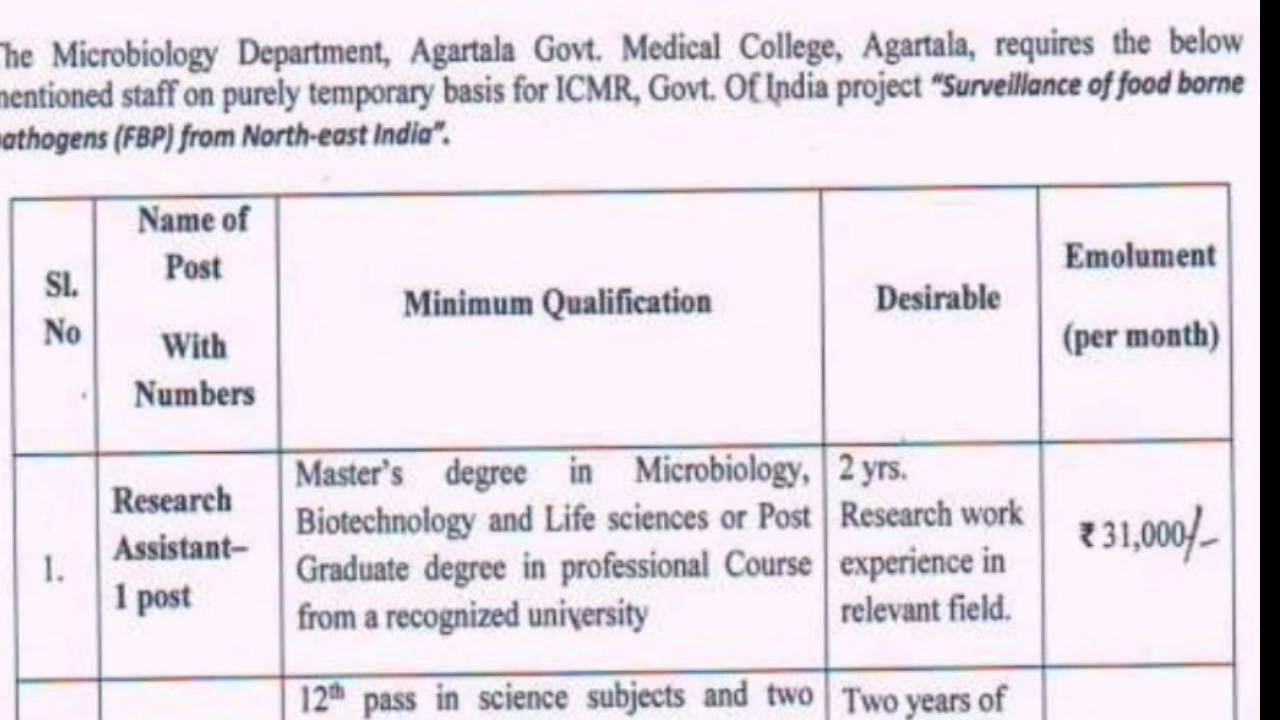 The Microbiology Department, Agartala Govt. Medical College, Agartala, requires the below
mentioned staff on purely temporary basis for ICMR, Govt. Of India project "Surveillance of food borne
pathogens (FBP) from North-east India".
Sl.
No
Name of
Post
With
Numbers
Minimum Qualification
Desirable
Emolument
(per month)
1.
Research
Assistant–
1 post
Master's degree in Microbiology,
Biotechnology and Life sciences or Post
Graduate degree in professional Course
from a recognized university
2 yrs.
Research work
experience in
relevant field.
₹ 31,000/-
12th pass in science subjects and two
Two years of